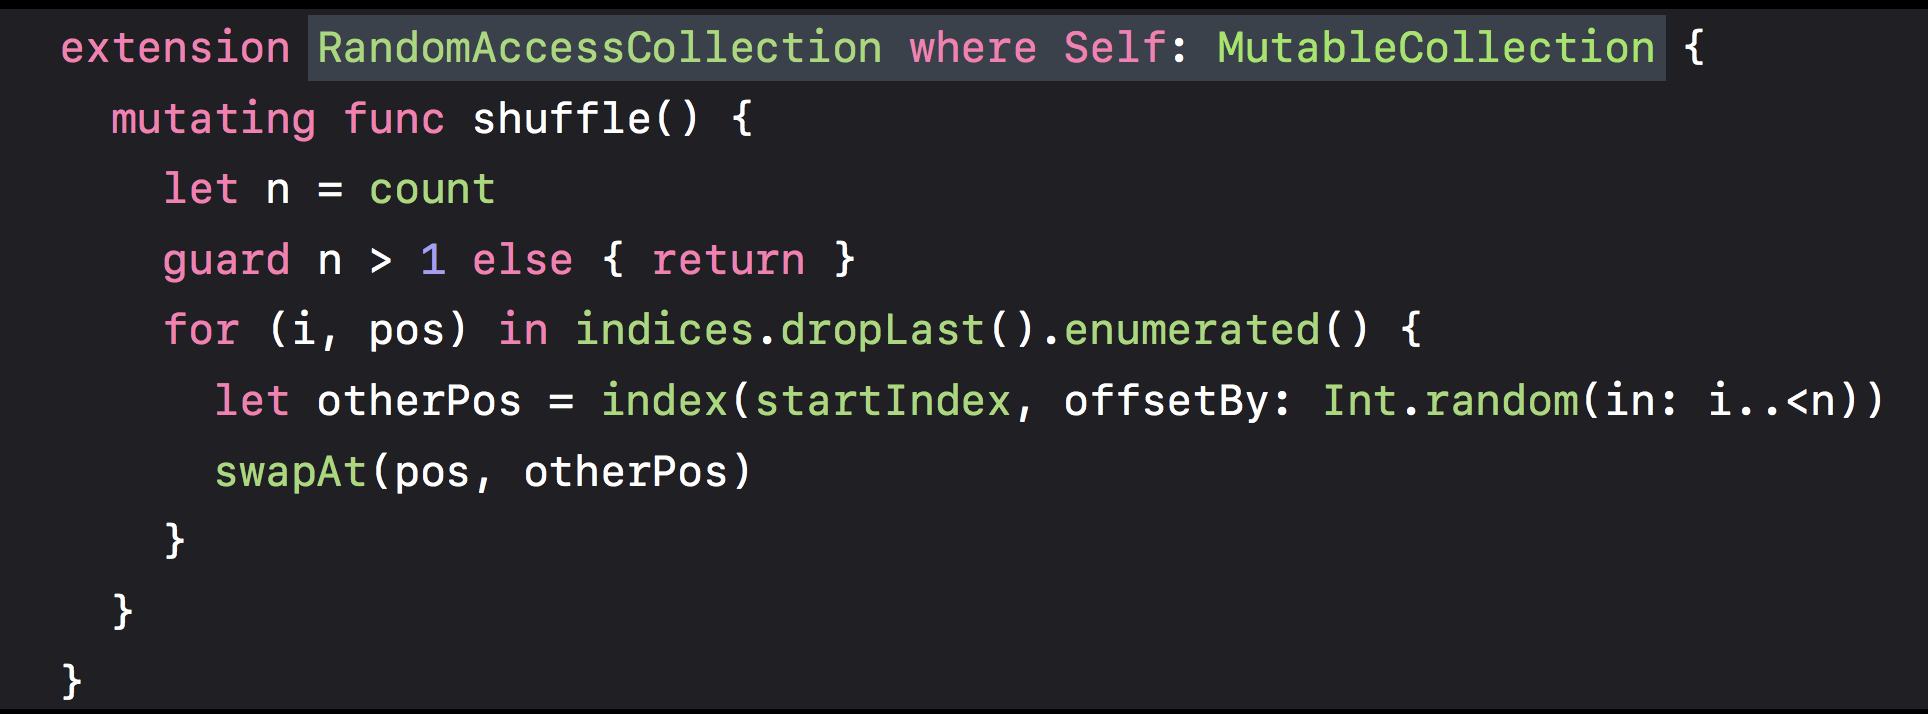 extension RandomAccessCollection where Self: MutableCollection {
  mutating func shuffle() {
    let n = count
    guard n > 1 else { return }
    for (i, pos) in indices.dropLast().enumerated() {
      let otherPos = index(startIndex, offsetBy: Int.random(in: i..<n))
      swapAt(pos, otherPos)
    }
  }
}